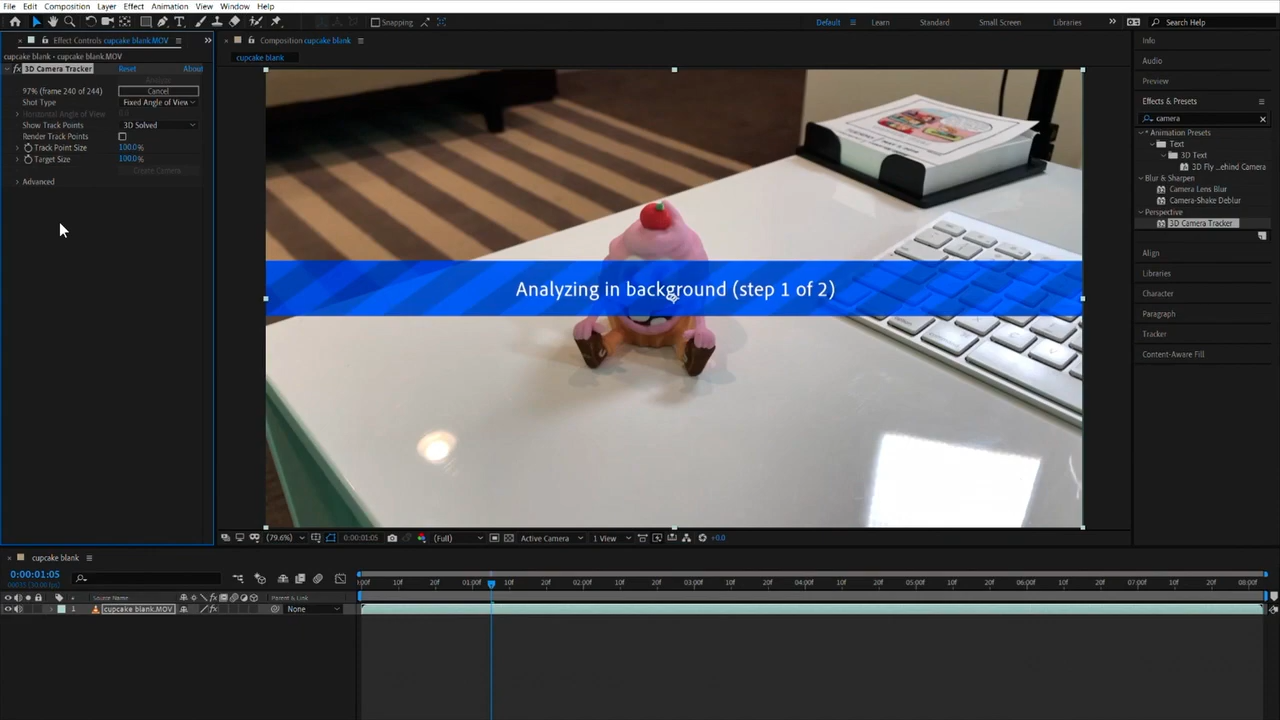 File Edit Composition Layer Effect Animation View Window Help
Snapping
Default Learn Standard Small Screen Libraries Search Help
Effect Controls cupcake blank.MOV
Composition cupcake blank
Info
cupcake blank • cupcake blank.MOV
cupcake blank
Audio
fx 3D Camera Tracker Reset About
Analyze
Preview
97% (frame 240 of 244) Cancel
Shot Type Fixed Angle of View
Effects & Presets
Horizontal Angle of View 0.0
camera
Show Track Points 3D Solved
Render Track Points
* Animation Presets
Track Point Size 100.0%
Text
Target Size 100.0%
3D Text
Create Camera
3D Fly ...ehind Camera
Advanced
Blur & Sharpen
Camera Lens Blur
Camera-Shake Deblur
Perspective
3D Camera Tracker
Align
Libraries
Analyzing in background (step 1 of 2)
Character
Paragraph
Tracker
Content-Aware Fill
(79.6%) 0:00:01:05 (Full) Active Camera 1 View +0.0
cupcake blank
0:00:01:05
:00f 10f 20f 01:00f 10f 20f 02:00f 10f 20f 03:00f 10f 20f 04:00f 10f 20f 05:00f 10f 20f 06:00f 10f 20f 07:00f 10f 20f 08:00f
# Source Name Parent & Link
1 cupcake blank.MOV None